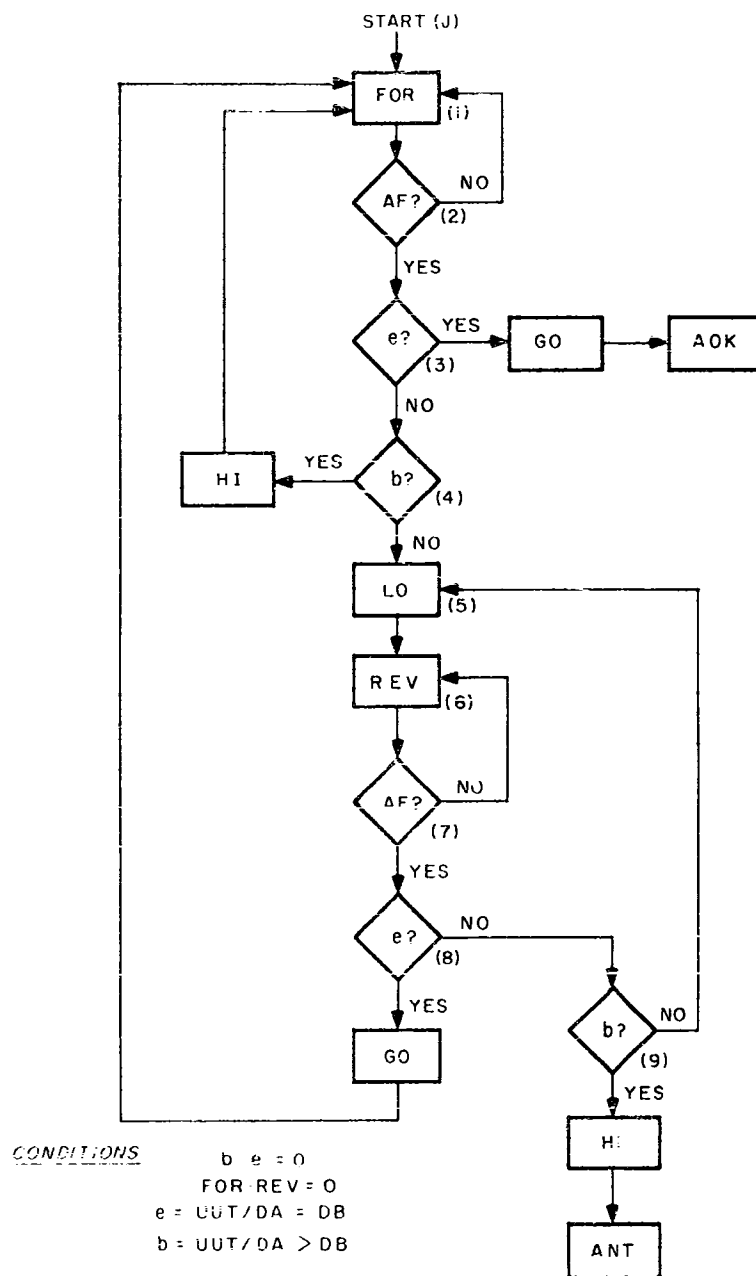 START (J)
FOR
(1)
AF?
NO
(2)
YES
e?
YES
(3)
GO
AOK
NO
HI
YES
b?
(4)
NO
LO
(5)
REV
(6)
AF?
NO
(7)
YES
e?
NO
(8)
YES
b?
NO
(9)
GO
YES
HI
ANT
CONDITIONS
b e = 0
FOR REV = 0
e = UUT/DA = DB
b = UUT/DA > DB